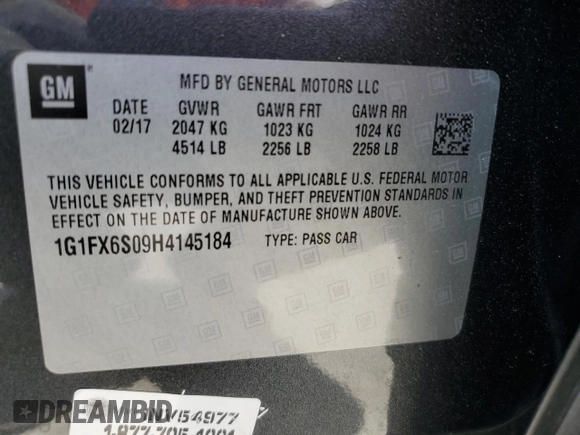 GM
MFD BY GENERAL MOTORS LLC
DATE GVWR GAWR FRT GAWR RR
02/17 2047 KG 1023 KG 1024 KG
4514 LB 2256 LB 2258 LB
THIS VEHICLE CONFORMS TO ALL APPLICABLE U.S. FEDERAL MOTOR
VEHICLE SAFETY, BUMPER, AND THEFT PREVENTION STANDARDS IN
EFFECT ON THE DATE OF MANUFACTURE SHOWN ABOVE.
1G1FX6S09H4145184 TYPE: PASS CAR
DREAMBID